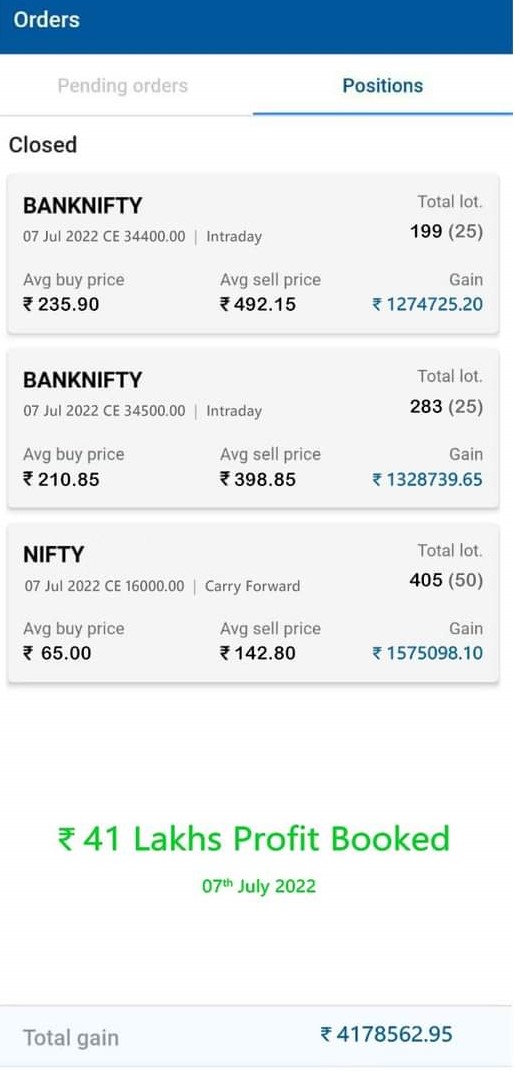 Orders
Pending orders Positions
Closed
BANKNIFTY Total lot.
07 Jul 2022 CE 34400.00 | Intraday 199 (25)
Avg buy price Avg sell price Gain
₹ 235.90 ₹ 492.15 ₹ 1274725.20
BANKNIFTY Total lot.
07 Jul 2022 CE 34500.00 | Intraday 283 (25)
Avg buy price Avg sell price Gain
₹ 210.85 ₹ 398.85 ₹ 1328739.65
NIFTY Total lot.
07 Jul 2022 CE 16000.00 | Carry Forward 405 (50)
Avg buy price Avg sell price Gain
₹ 65.00 ₹ 142.80 ₹ 1575098.10
₹ 41 Lakhs Profit Booked
07th July 2022
Total gain ₹ 4178562.95